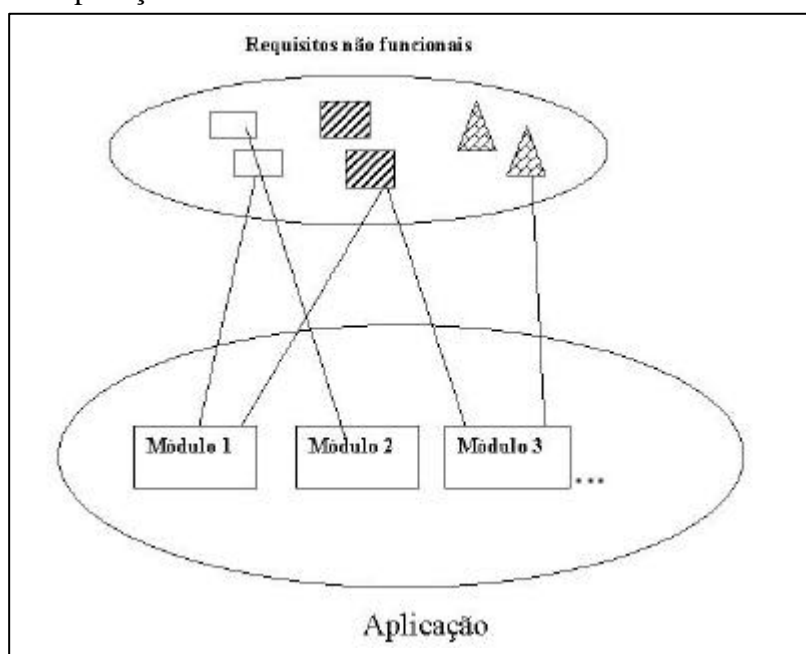 Requisitos não funcionais
Módulo 1 Módulo 2 Módulo 3 ...
Aplicação